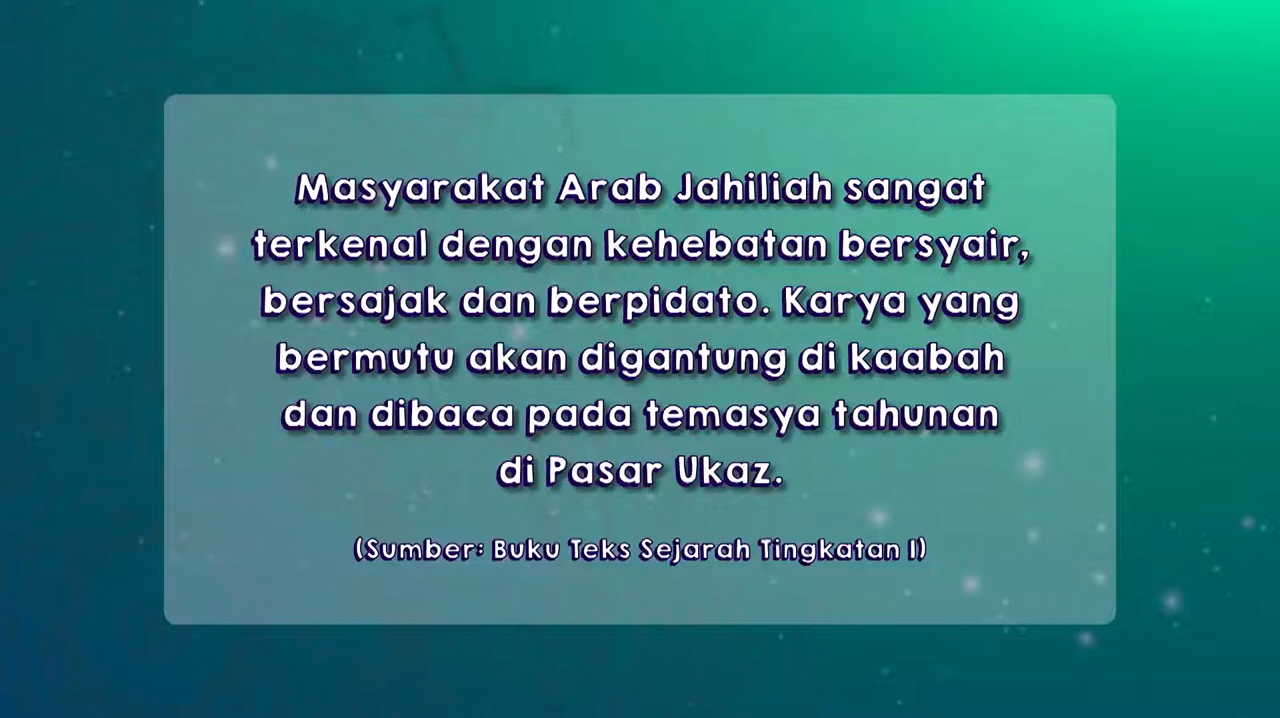 Masyarakat Arab Jahiliah sangat
terkenal dengan kehebatan bersyair,
bersajak dan berpidato. Karya yang
bermutu akan digantung di kaabah
dan dibaca pada temasya tahunan
di Pasar Ukaz.
(Sumber: Buku Teks Sejarah Tingkatan 1)